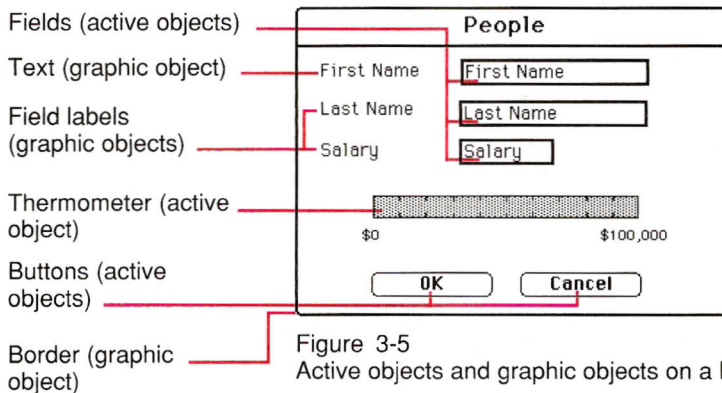 Fields (active objects)
People
Text (graphic object)
First Name
First Name
Field labels
(graphic objects)
Last Name
Last Name
Salary
Salary
Thermometer (active
object)
$0
$100,000
Buttons (active
objects)
OK
Cancel
Border (graphic
object)
Figure 3-5
Active objects and graphic objects on a